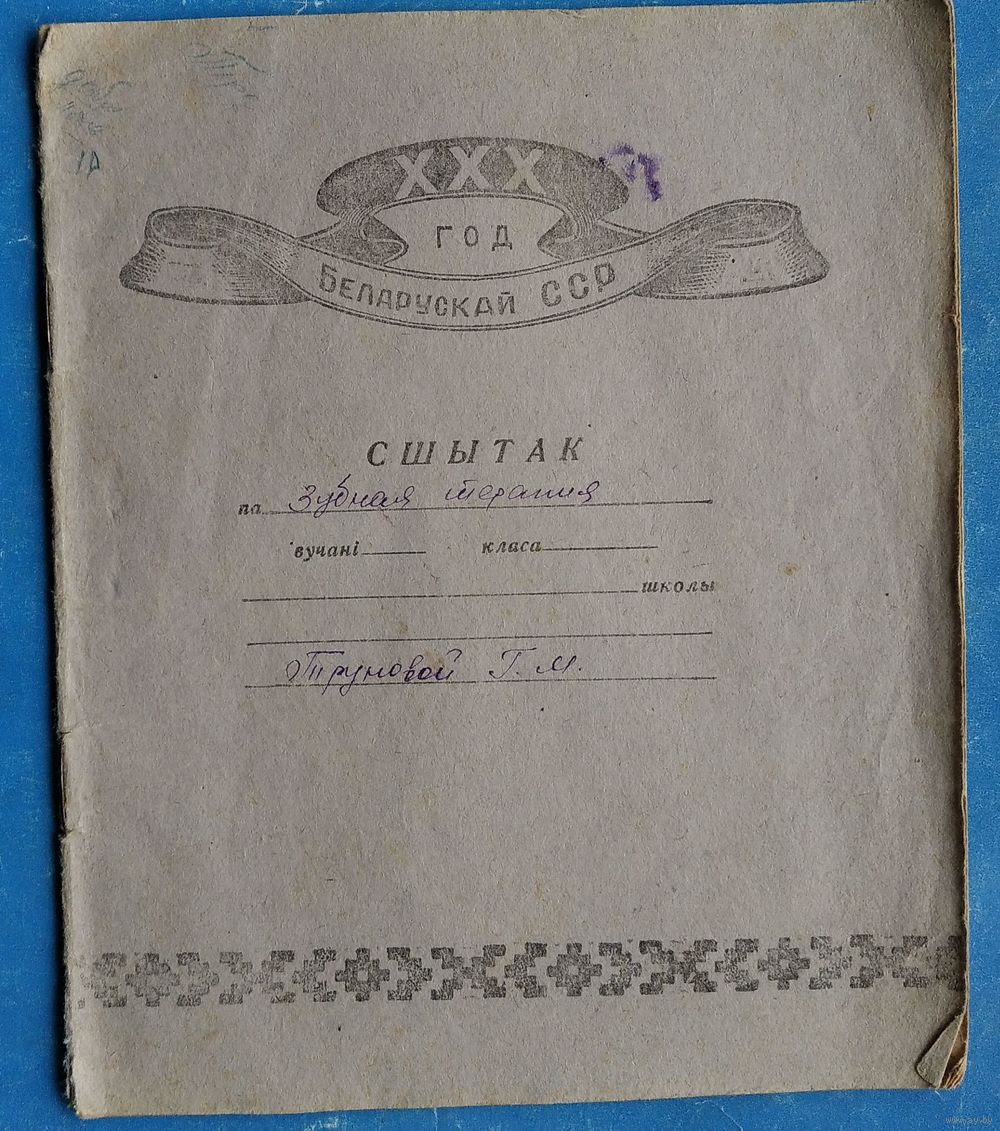 XXX
ГОД
БЕЛАРУСКАЙ ССР
СШЫТАК
па Зубная терапия
вучані класа
школы
Труновой Г. М.